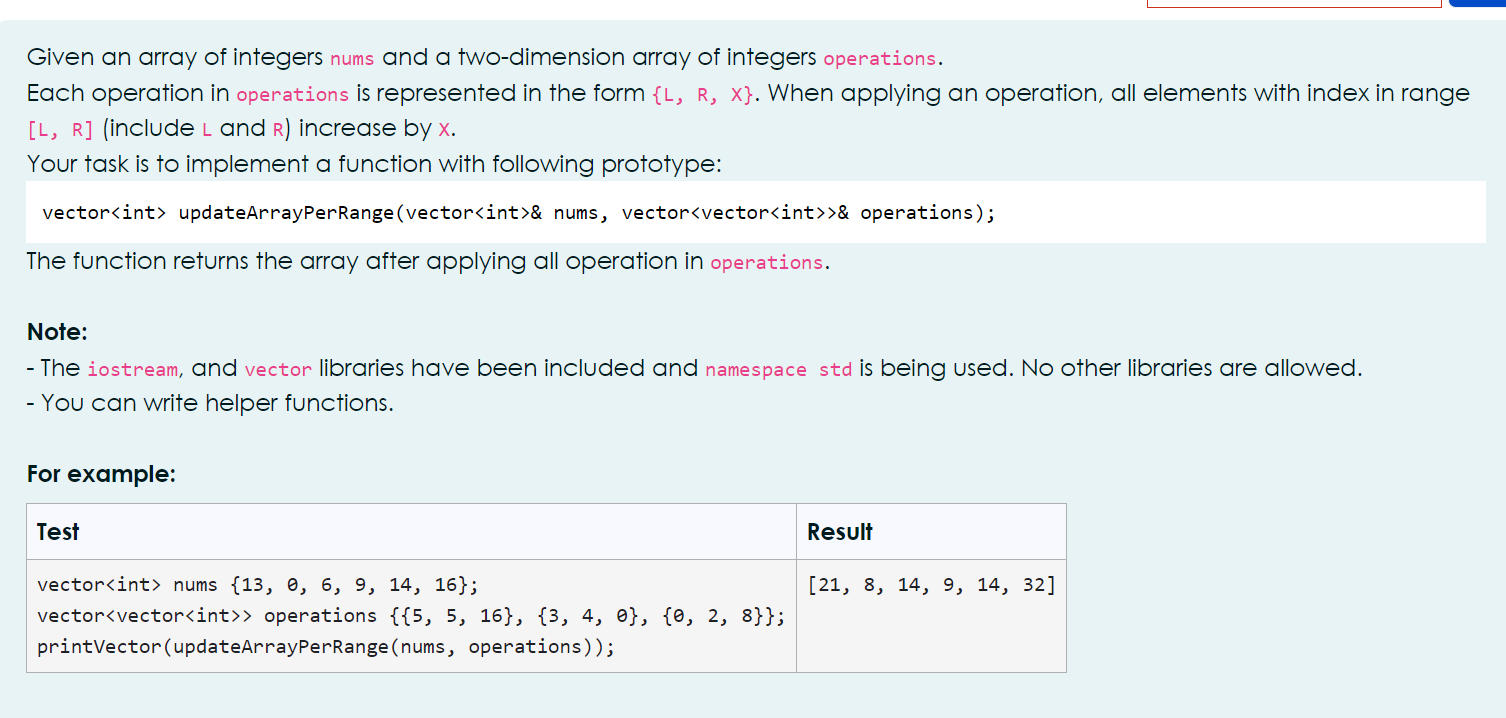 Given an array of integers nums and a two-dimension array of integers operations.
Each operation in operations is represented in the form {L, R, X}. When applying an operation, all elements with index in range
[L, R] (include L and R) increase by X.
Your task is to implement a function with following prototype:
vector<int> updateArrayPerRange(vector<int>& nums, vector<vector<int>>& operations);
The function returns the array after applying all operation in operations.
Note:
- The iostream, and vector libraries have been included and namespace std is being used. No other libraries are allowed.
- You can write helper functions.
For example:
Test Result
vector<int> nums {13, 0, 6, 9, 14, 16}; [21, 8, 14, 9, 14, 32]
vector<vector<int>> operations {{5, 5, 16}, {3, 4, 0}, {0, 2, 8}};
printVector(updateArrayPerRange(nums, operations));